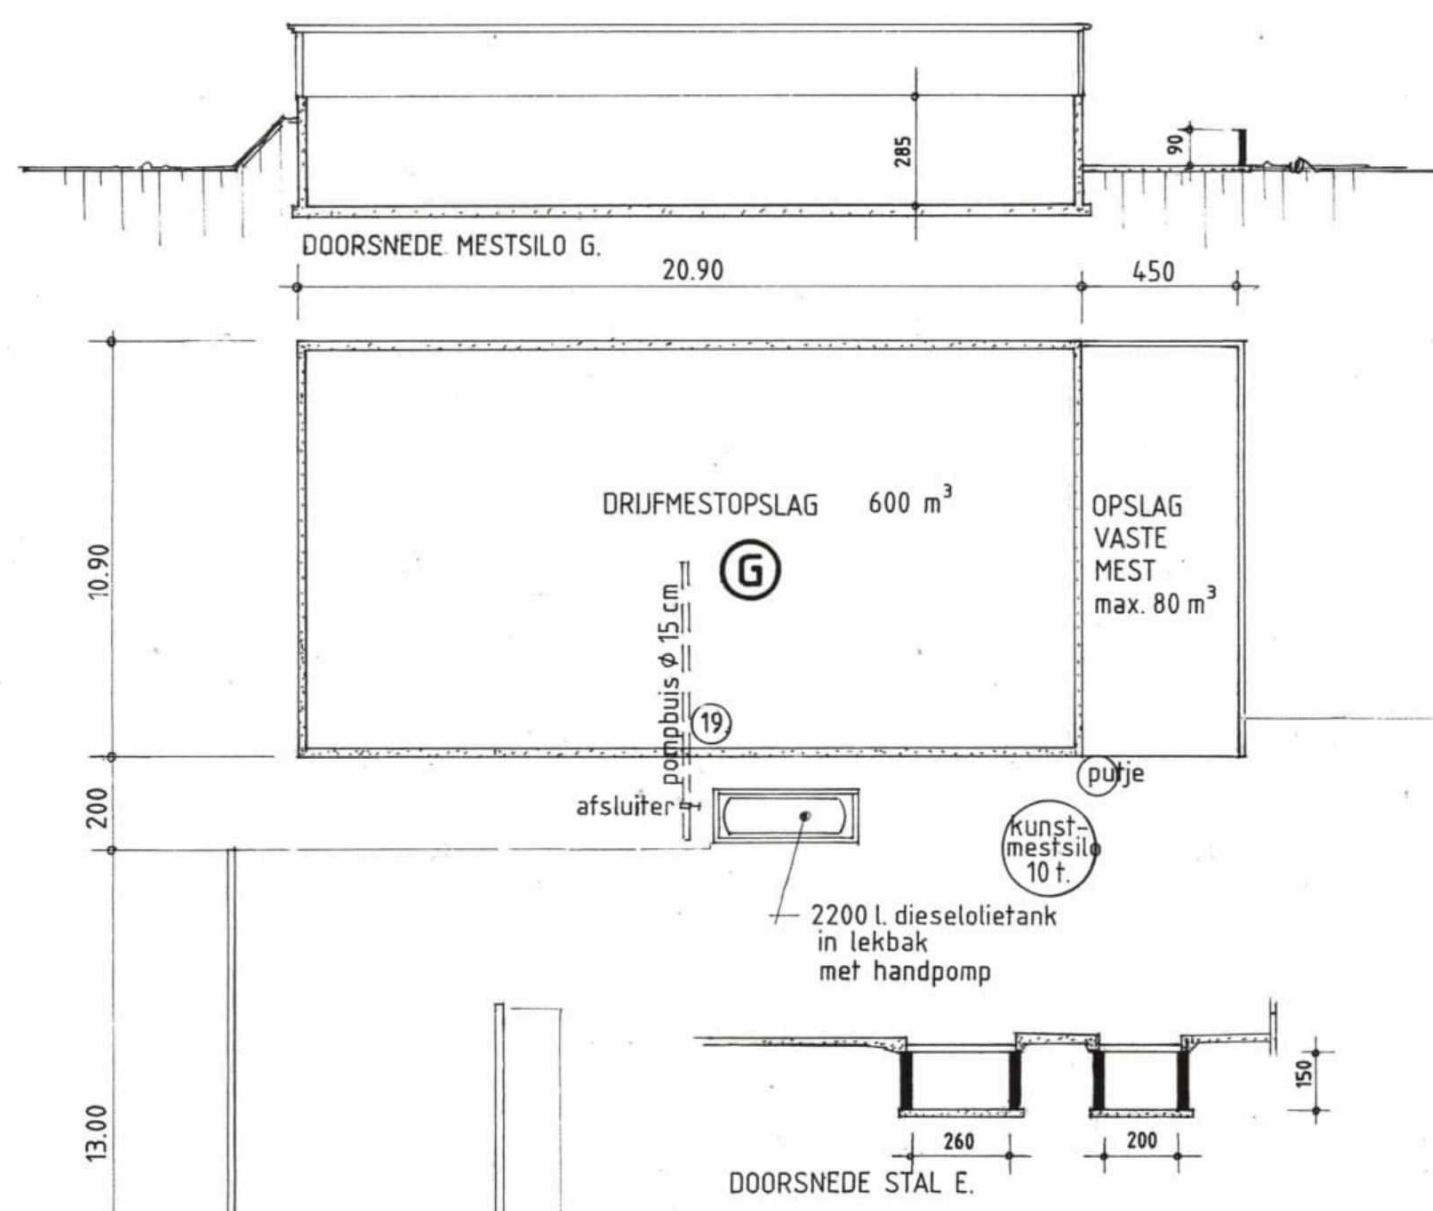 285
90
DOORSNEDE MESTSILO G.
20.90
450
10.90
DRIJFMESTOPSLAG 600 m³
G
OPSLAG
VASTE
MEST
max. 80 m³
pompbuis ϕ 15 cm
19
putje
200
afsluiter
kunst-
mestsilo
10 t.
2200 l. dieselolietank
in lekbak
met handpomp
13.00
150
260
200
DOORSNEDE STAL E.